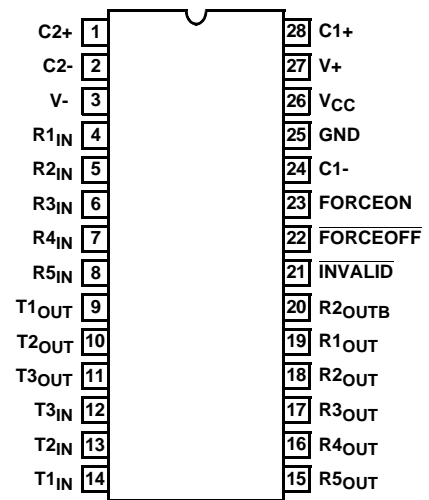 C2+ 1 28 C1+
C2- 2 27 V+
V- 3 26 VCC
R1IN 4 25 GND
R2IN 5 24 C1-
R3IN 6 23 FORCEON
R4IN 7 22 FORCEOFF
R5IN 8 21 INVALID
T1OUT 9 20 R2OUTB
T2OUT 10 19 R1OUT
T3OUT 11 18 R2OUT
T3IN 12 17 R3OUT
T2IN 13 16 R4OUT
T1IN 14 15 R5OUT